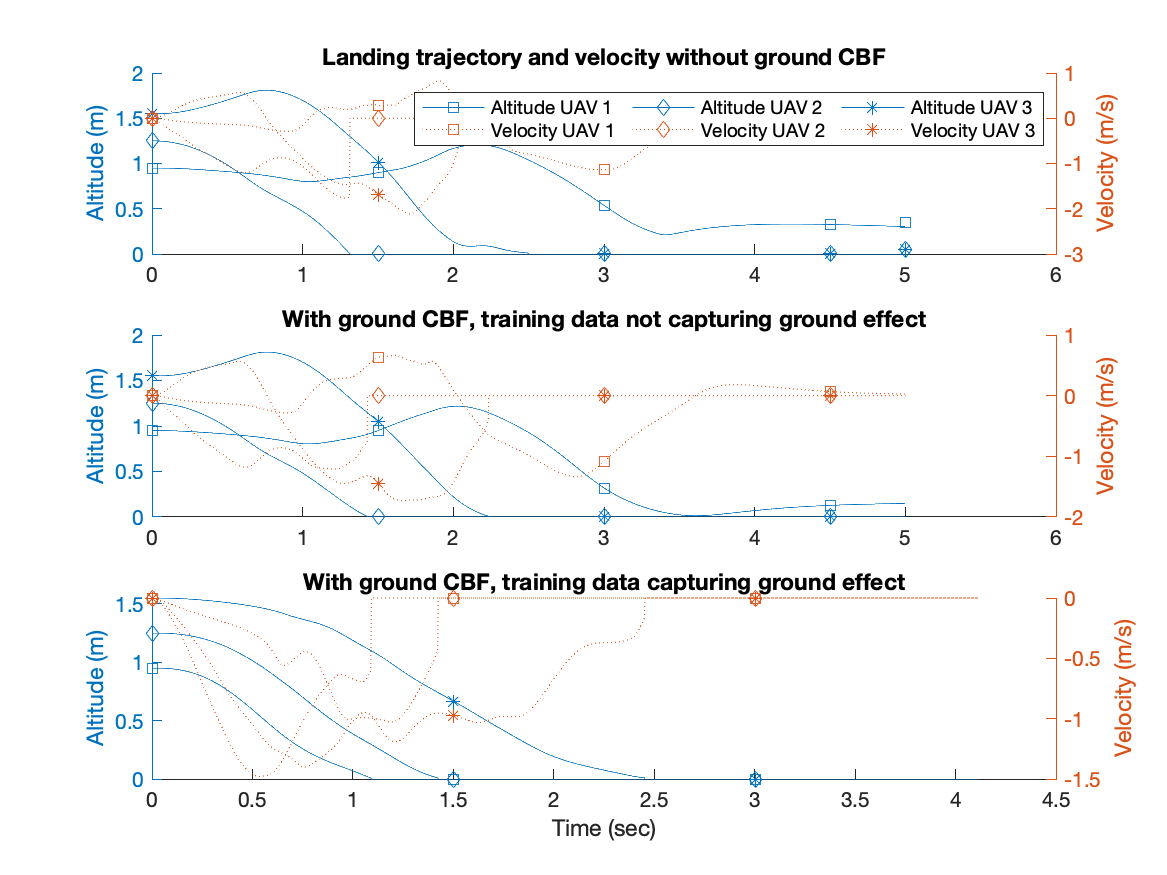 Landing trajectory and velocity without ground CBF
2 1
Altitude UAV 1 Altitude UAV 2 Altitude UAV 3
1.5 0
Velocity UAV 1 Velocity UAV 2 Velocity UAV 3
Altitude (m) 1 -1 Velocity (m/s)
0.5 -2
0 -3
0 1 2 3 4 5 6
With ground CBF, training data not capturing ground effect
2 1
1.5 0
Altitude (m) 1 Velocity (m/s)
0.5 -1
0 -2
0 1 2 3 4 5 6
With ground CBF, training data capturing ground effect
1.5 0
Altitude (m) 1 -0.5 Velocity (m/s)
0.5 -1
0 -1.5
0 0.5 1 1.5 2 2.5 3 3.5 4 4.5
Time (sec)